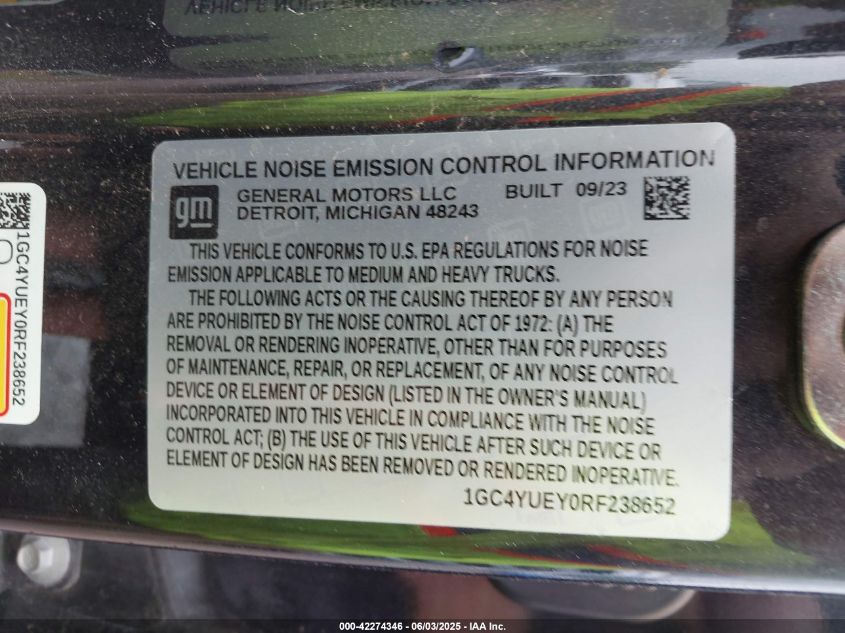 VEHICLE NOISE EMISSION CONTROL INFORMATION
gm
GENERAL MOTORS LLC BUILT 09/23
DETROIT, MICHIGAN 48243
THIS VEHICLE CONFORMS TO U.S. EPA REGULATIONS FOR NOISE
EMISSION APPLICABLE TO MEDIUM AND HEAVY TRUCKS.
THE FOLLOWING ACTS OR THE CAUSING THEREOF BY ANY PERSON
ARE PROHIBITED BY THE NOISE CONTROL ACT OF 1972: (A) THE
REMOVAL OR RENDERING INOPERATIVE, OTHER THAN FOR PURPOSES
OF MAINTENANCE, REPAIR, OR REPLACEMENT, OF ANY NOISE CONTROL
DEVICE OR ELEMENT OF DESIGN (LISTED IN THE OWNER'S MANUAL)
INCORPORATED INTO THIS VEHICLE IN COMPLIANCE WITH THE NOISE
CONTROL ACT; (B) THE USE OF THIS VEHICLE AFTER SUCH DEVICE OR
ELEMENT OF DESIGN HAS BEEN REMOVED OR RENDERED INOPERATIVE.
1GC4YUEY0RF238652
1GC4YUEY0RF238652
000-42274346 - 06/03/2025 - IAA Inc.